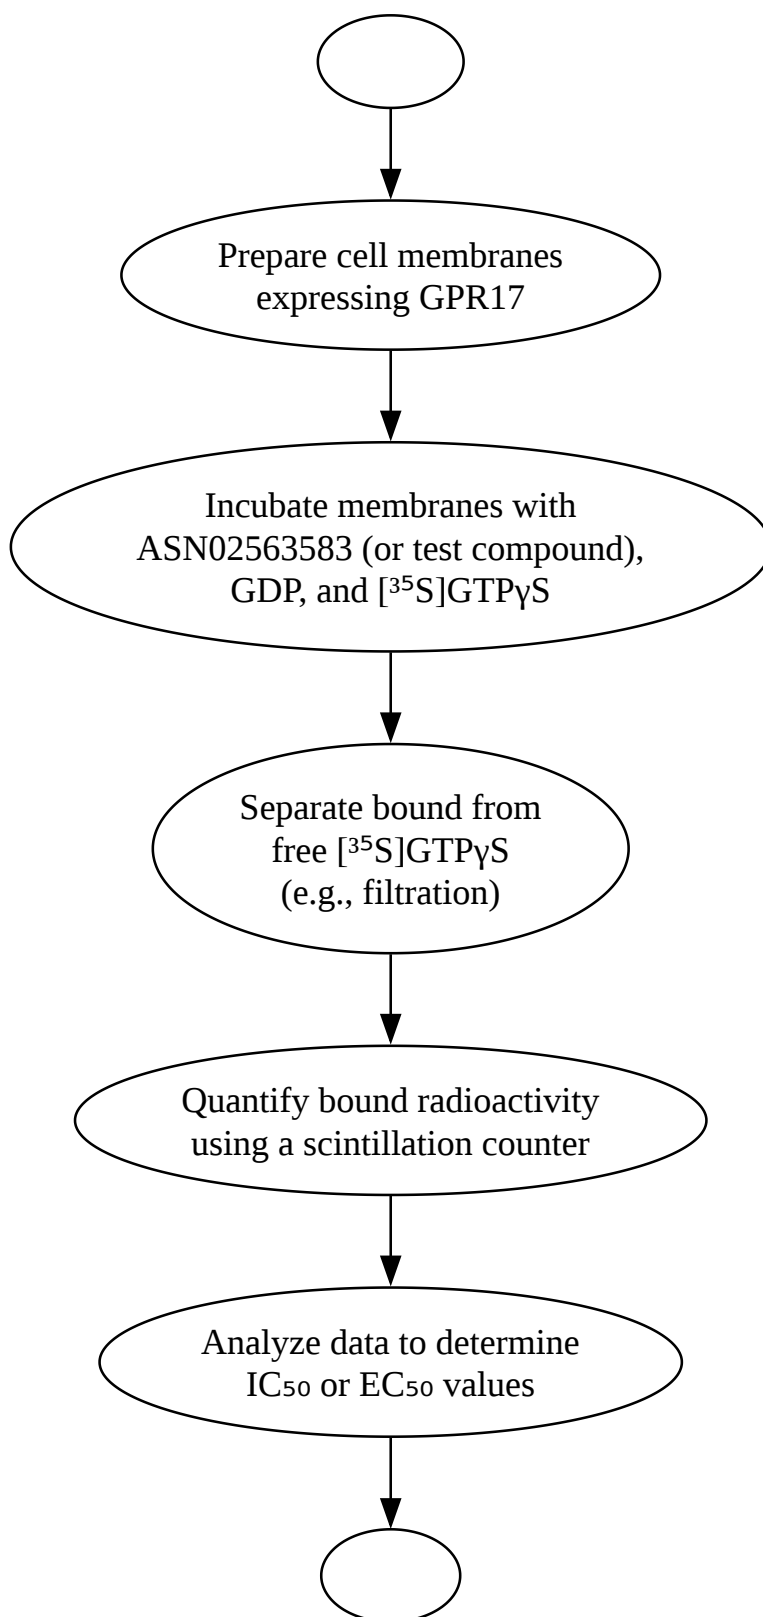 Prepare cell membranes
expressing GPR17
Incubate membranes with
ASN02563583 (or test compound),
GDP, and [³⁵S]GTPγS
Separate bound from
free [³⁵S]GTPγS
(e.g., filtration)
Quantify bound radioactivity
using a scintillation counter
Analyze data to determine
IC₅₀ or EC₅₀ values